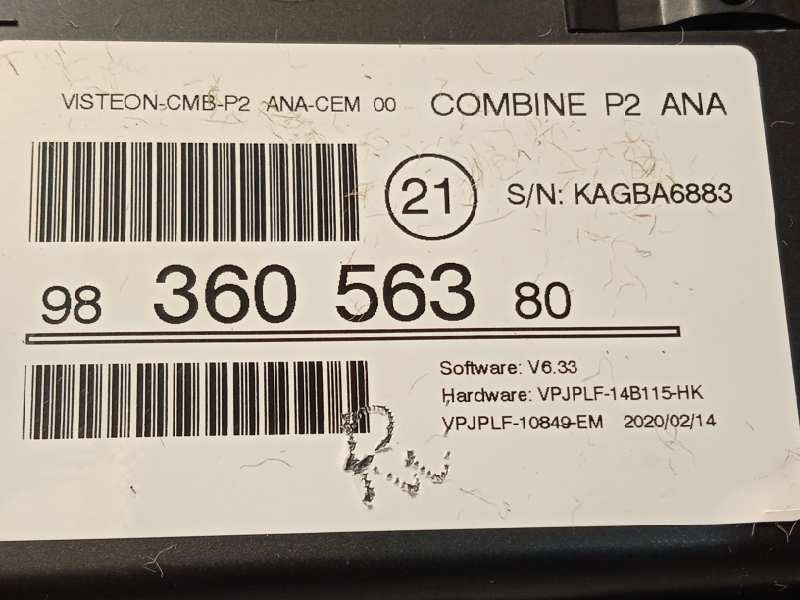 VISTEON-CMB-P2 ANA-CEM 00 COMBINE P2 ANA
21 S/N: KAGBA6883
98 360 563 80
Software: V6.33
Hardware: VPJPLF-14B115-HK
VPJPLF-10849-EM 2020/02/14